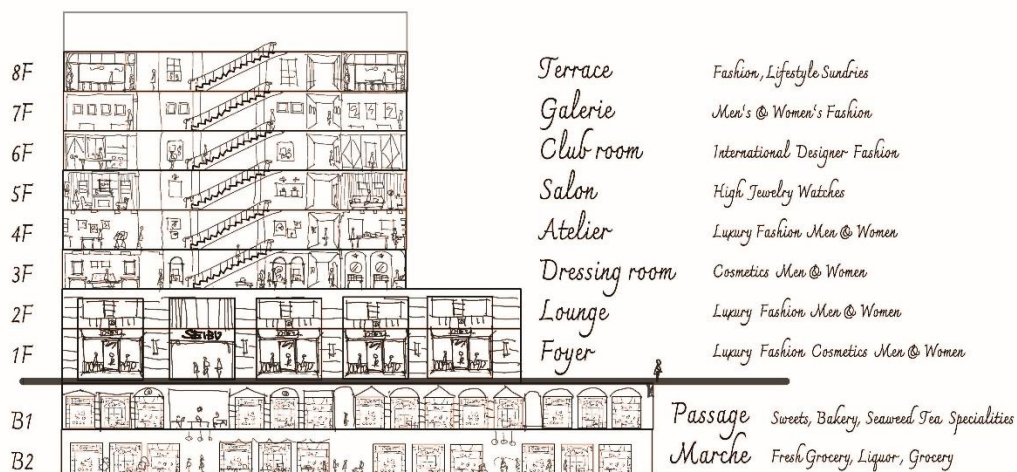 8F Terrace Fashion, Lifestyle Sundries
7F Galerie Men's & Women's Fashion
6F Club room International Designer Fashion
5F Salon High Jewelry Watches
4F Atelier Luxury Fashion Men & Women
3F Dressing room Cosmetics Men & Women
2F Lounge Luxury Fashion Men & Women
SEIBU
1F Foyer Luxury Fashion Cosmetics Men & Women
B1 Passage Sweets, Bakery, Seaweed Tea Specialities
B2 Marche Fresh Grocery, Liquor, Grocery